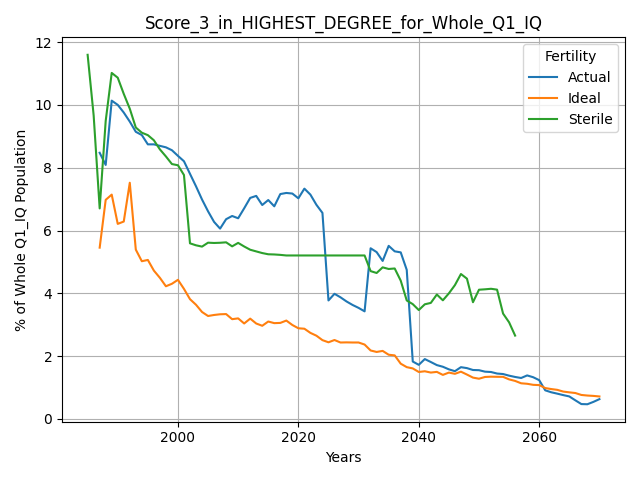 Score_3_in_HIGHEST_DEGREE_for_Whole_Q1_IQ
% of Whole Q1_IQ Population
12
10
8
6
4
2
0
Fertility
Actual
Ideal
Sterile
2000
2020
2040
2060
Years